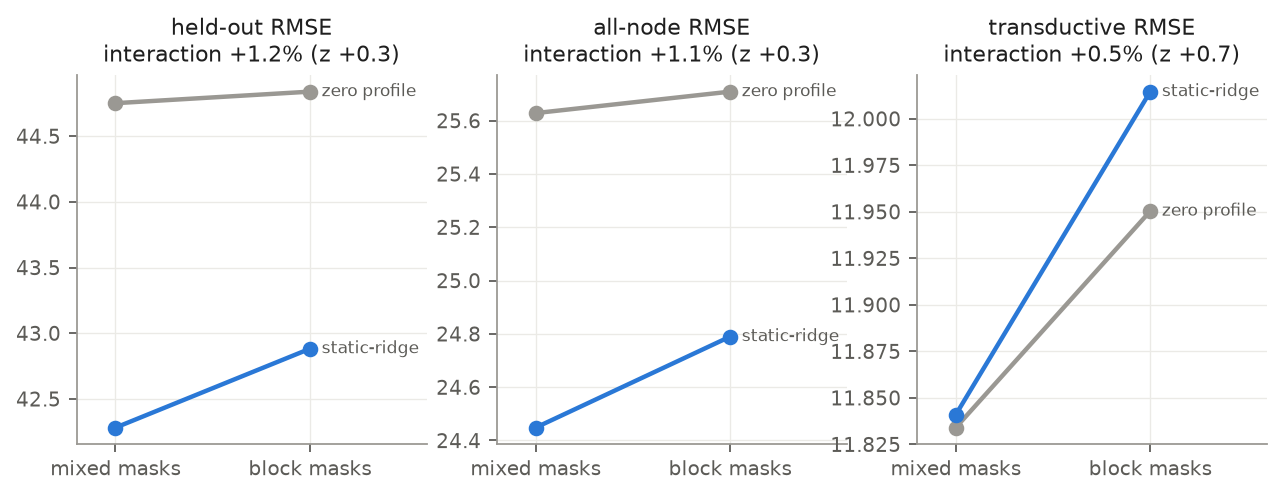 held-out RMSE
interaction +1.2% (z +0.3)
zero profile
static-ridge
44.5
44.0
43.5
43.0
42.5
mixed masks
block masks
all-node RMSE
interaction +1.1% (z +0.3)
zero profile
static-ridge
25.6
25.4
25.2
25.0
24.8
24.6
24.4
mixed masks
block masks
transductive RMSE
interaction +0.5% (z +0.7)
static-ridge
zero profile
12.000
11.975
11.950
11.925
11.900
11.875
11.850
11.825
mixed masks
block masks